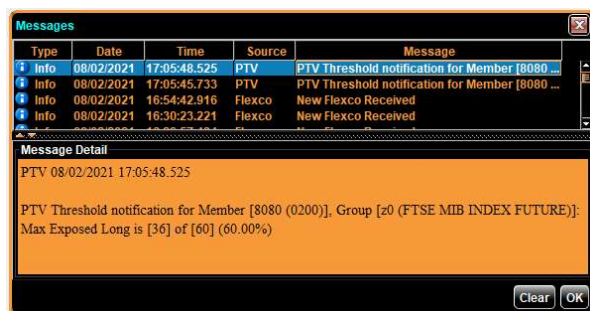 Messages
Type Date Time Source Message
Info 08/02/2021 17:05:48.525 PTV PTV Threshold notification for Member [8080 ...
Info 08/02/2021 17:05:45.733 PTV PTV Threshold notification for Member [8080 ...
Info 08/02/2021 16:54:42.916 Flexco New Flexco Received
Info 08/02/2021 16:30:23.221 Flexco New Flexco Received
Message Detail
PTV 08/02/2021 17:05:48.525
PTV Threshold notification for Member [8080 (0200)], Group [z0 (FTSE MIB INDEX FUTURE)]:
Max Exposed Long is [36] of [60] (60.00%)
Clear OK